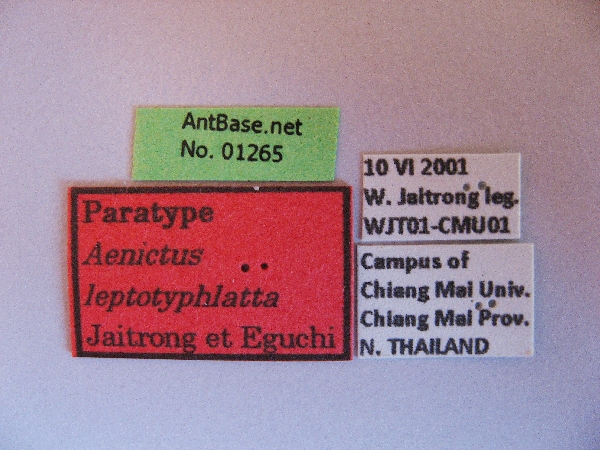 AntBase.net
No. 01265
Paratype
Aenictus
leptotyphlatta
Jaitrong et Eguchi
10 VI 2001
W. Jaitrong leg.
WJT01-CMU01
Campus of
Chiang Mai Univ.
Chiang Mai Prov.
N. THAILAND